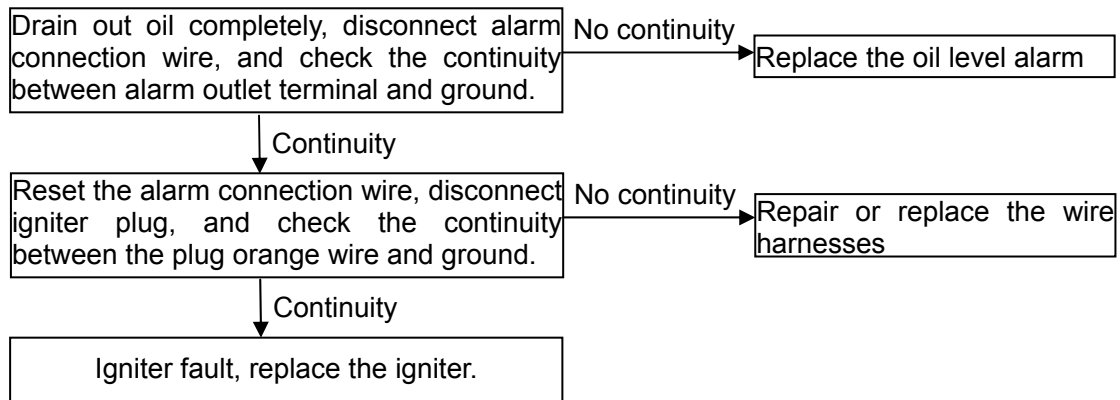 Drain out oil completely, disconnect alarm
connection wire, and check the continuity
between alarm outlet terminal and ground.
No continuity
Replace the oil level alarm
Continuity
Reset the alarm connection wire, disconnect
igniter plug, and check the continuity
between the plug orange wire and ground.
No continuity
Repair or replace the wire
harnesses
Continuity
Igniter fault, replace the igniter.